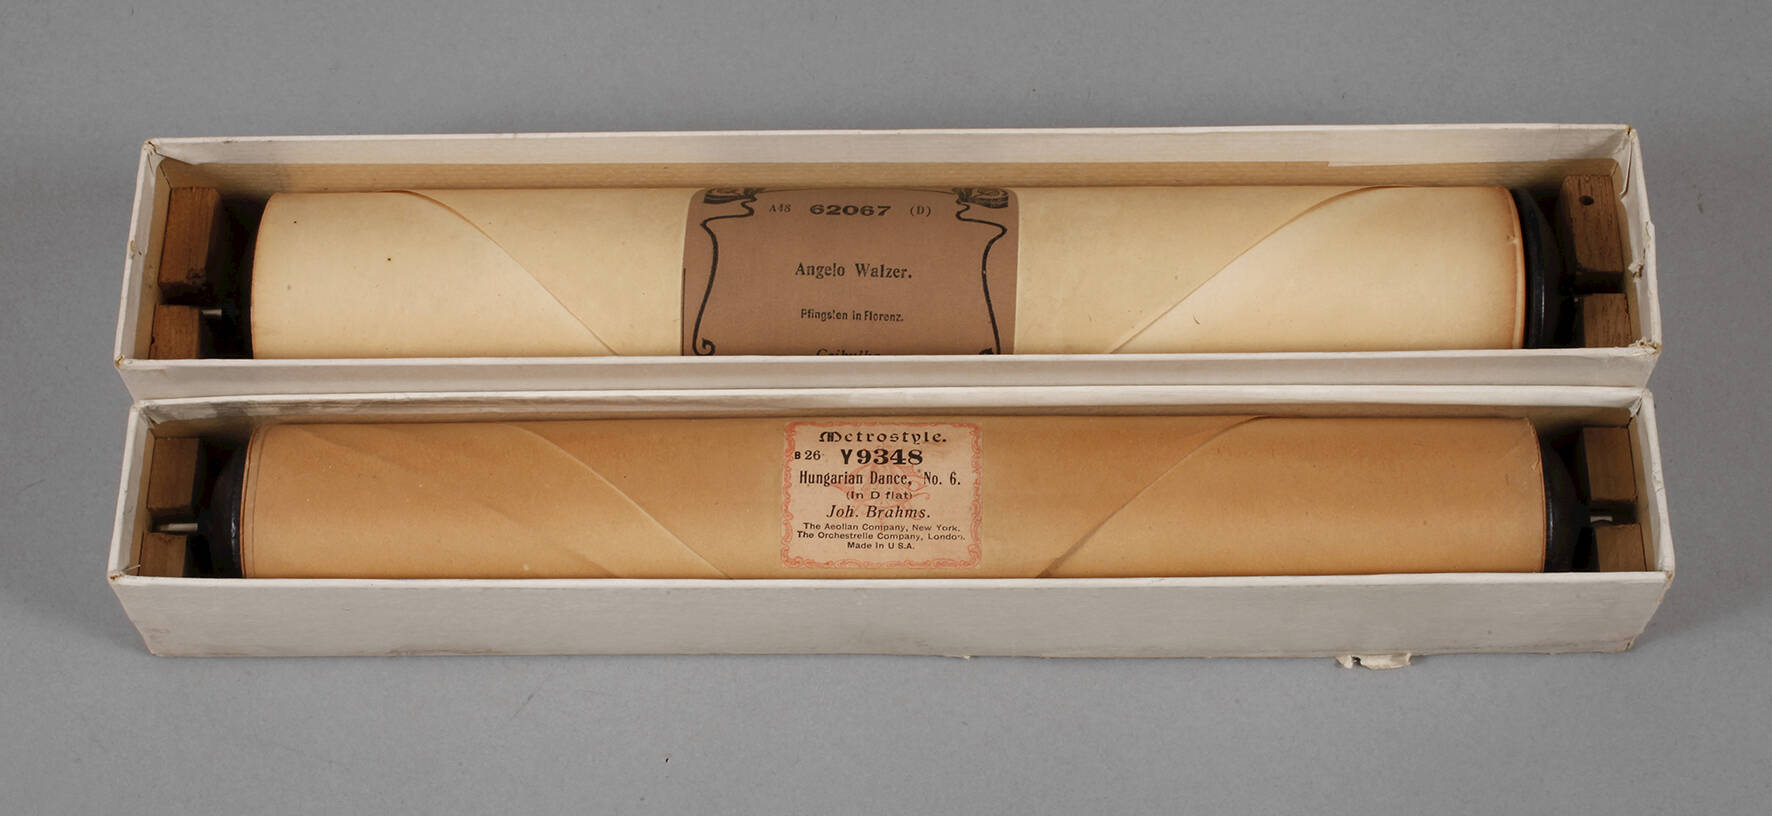 A48 62067 (D)
Angelo Walzer.
Pfingsten in Florenz.
Metrostyle.
B 26 Y9348
Hungarian Dance, No. 6.
(In D flat)
Joh. Brahms.
The Aeolian Company, New York.
The Orchestrelle Company, London.
Made in U.S.A.